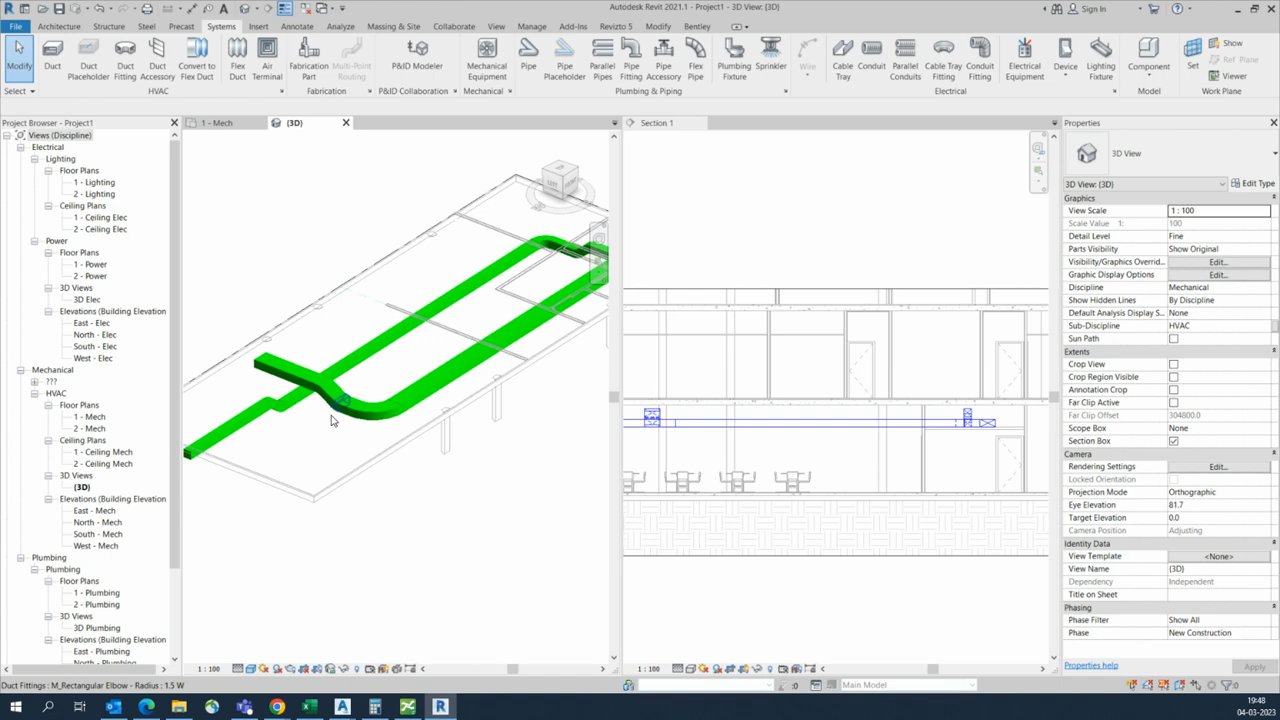 Autodesk Revit 2021.1 - Project1 - 3D View: {3D}
Sign In
File Architecture Structure Steel Precast Systems Insert Annotate Analyze Massing & Site Collaborate View Manage Add-Ins Revizto 5 Modify Bentley
Modify
Duct
Duct Placeholder
Duct Fitting
Duct Accessory
Convert to Flex Duct
Flex Duct
Air Terminal
Fabrication Part
Multi-Point Routing
P&ID Modeler
Mechanical Equipment
Pipe
Pipe Placeholder
Parallel Pipes
Pipe Fitting
Pipe Accessory
Flex Pipe
Plumbing Fixture
Sprinkler
Wire
Cable Tray
Conduit
Parallel Conduits
Cable Tray Fitting
Conduit Fitting
Electrical Equipment
Device
Lighting Fixture
Component
Set
Show
Ref Plane
Viewer
Select HVAC Fabrication P&ID Collaboration Mechanical Plumbing & Piping Electrical Model Work Plane
Project Browser - Project1
Views (Discipline)
Electrical
Lighting
Floor Plans
1 - Lighting
2 - Lighting
Ceiling Plans
1 - Ceiling Elec
2 - Ceiling Elec
Power
Floor Plans
1 - Power
2 - Power
3D Views
3D Elec
Elevations (Building Elevation
East - Elec
North - Elec
South - Elec
West - Elec
Mechanical
???
HVAC
Floor Plans
1 - Mech
2 - Mech
Ceiling Plans
1 - Ceiling Mech
2 - Ceiling Mech
3D Views
{3D}
Elevations (Building Elevation
East - Mech
North - Mech
South - Mech
West - Mech
Plumbing
Plumbing
Floor Plans
1 - Plumbing
2 - Plumbing
3D Views
3D Plumbing
Elevations (Building Elevation
East - Plumbing
1 - Mech
{3D}
Section 1
LEFT
1 : 100
1 : 100
Properties
3D View
3D View: {3D} Edit Type
Graphics
View Scale 1 : 100
Scale Value 1: 100
Detail Level Fine
Parts Visibility Show Original
Visibility/Graphics Overrid... Edit...
Graphic Display Options Edit...
Discipline Mechanical
Show Hidden Lines By Discipline
Default Analysis Display S... None
Sub-Discipline HVAC
Sun Path
Extents
Crop View
Crop Region Visible
Annotation Crop
Far Clip Active
Far Clip Offset 304800.0
Scope Box None
Section Box
Camera
Rendering Settings Edit...
Locked Orientation
Projection Mode Orthographic
Eye Elevation 81.7
Target Elevation 0.0
Camera Position Adjusting
Identity Data
View Template <None>
View Name {3D}
Dependency Independent
Title on Sheet
Phasing
Phase Filter Show All
Phase New Construction
Properties help Apply
Duct Fittings : M_Rectangular Elbow - Radius : 1.5 W
:0 Main Model
19:48
04-03-2023